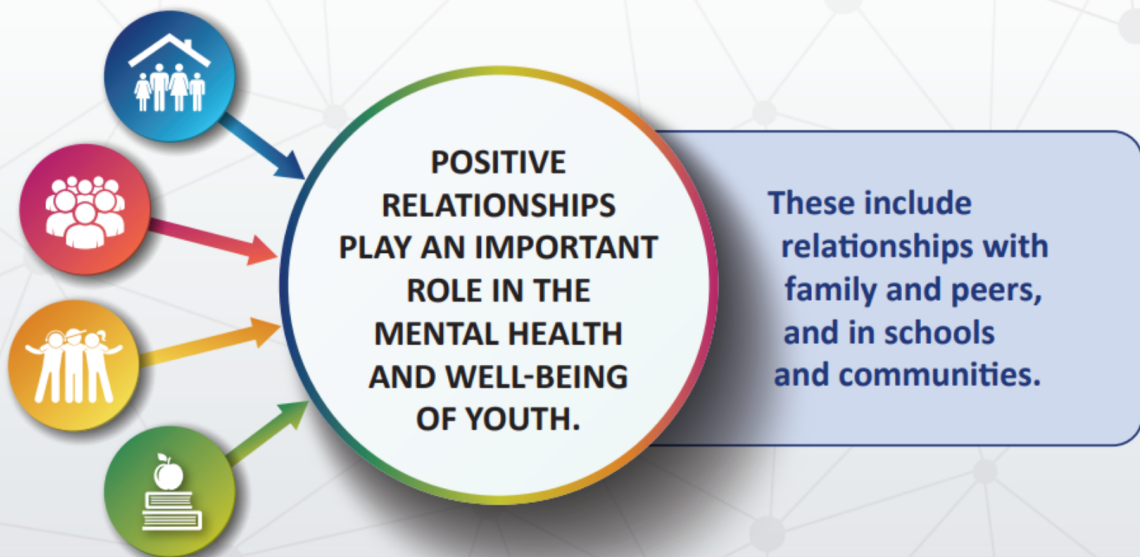 POSITIVE
RELATIONSHIPS
PLAY AN IMPORTANT
ROLE IN THE
MENTAL HEALTH
AND WELL-BEING
OF YOUTH.
These include
relationships with
family and peers,
and in schools
and communities.